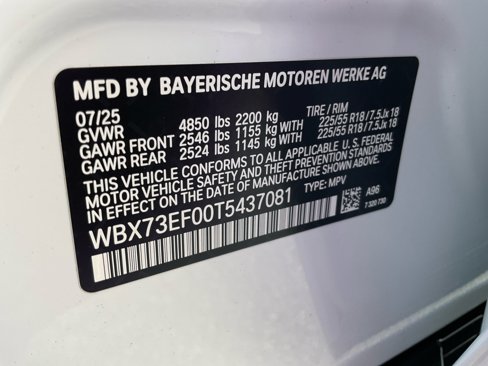 MFD BY BAYERISCHE MOTOREN WERKE AG
07/25 TIRE / RIM
GVWR 4850 lbs 2200 kg
GAWR FRONT 2546 lbs 1155 kg WITH 225/55 R18 / 7.5Jx 18
GAWR REAR 2524 lbs 1145 kg WITH 225/55 R18 / 7.5Jx 18
THIS VEHICLE CONFORMS TO ALL APPLICABLE U.S. FEDERAL
MOTOR VEHICLE SAFETY AND THEFT PREVENTION STANDARDS
IN EFFECT ON THE DATE OF MANUFACTURE SHOWN ABOVE.
WBX73EF00T5437081 TYPE: MPV
A96
7 320 730